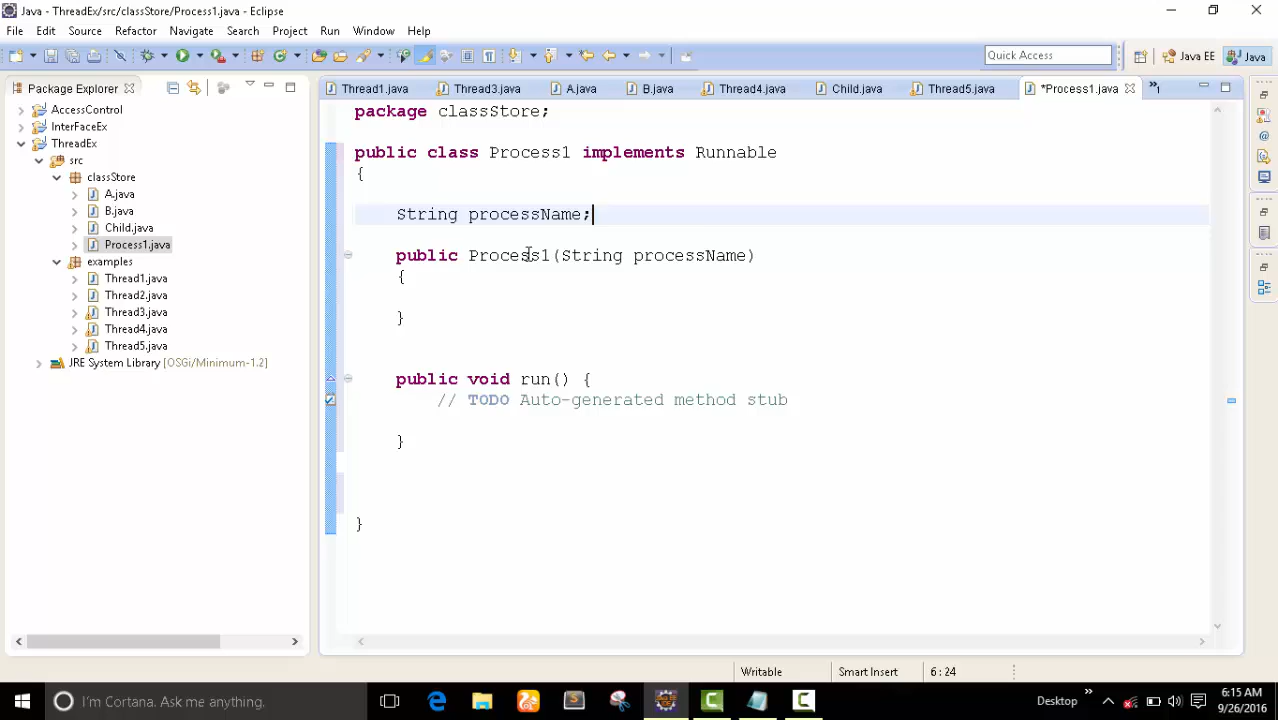 Java - ThreadEx/src/classStore/Process1.java - Eclipse
File Edit Source Refactor Navigate Search Project Run Window Help
Quick Access
Java EE
Java
Package Explorer
Thread1.java
Thread3.java
A.java
B.java
Thread4.java
Child.java
Thread5.java
*Process1.java
»1
AccessControl
InterFaceEx
ThreadEx
src
classStore
A.java
B.java
Child.java
Process1.java
examples
Thread1.java
Thread2.java
Thread3.java
Thread4.java
Thread5.java
JRE System Library [OSGi/Minimum-1.2]
package classStore;
public class Process1 implements Runnable
{
String processName;
public Process1(String processName)
{
}
public void run() {
// TODO Auto-generated method stub
}
}
Writable
Smart Insert
6 : 24
I'm Cortana. Ask me anything.
Desktop
6:15 AM
9/26/2016